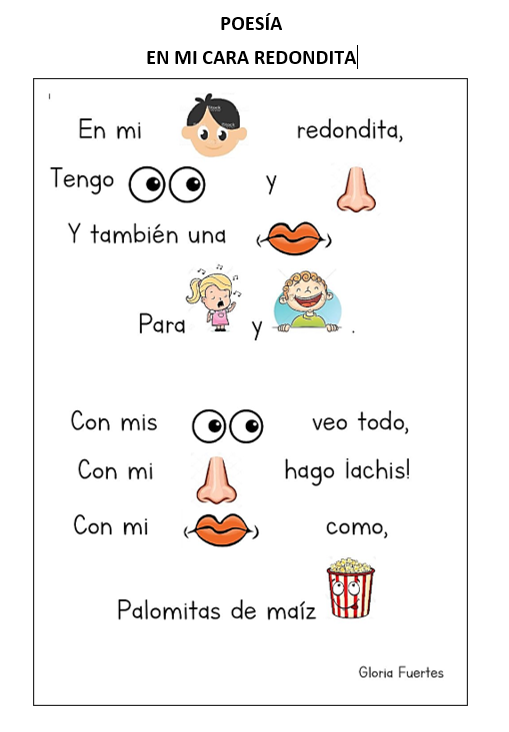 POESÍA
EN MI CARA REDONDITA
En mi redondita,
Tengo y
Y también una
Para y .
Con mis veo todo,
Con mi hago ¡achis!
Con mi como,
Palomitas de maíz
Gloria Fuertes